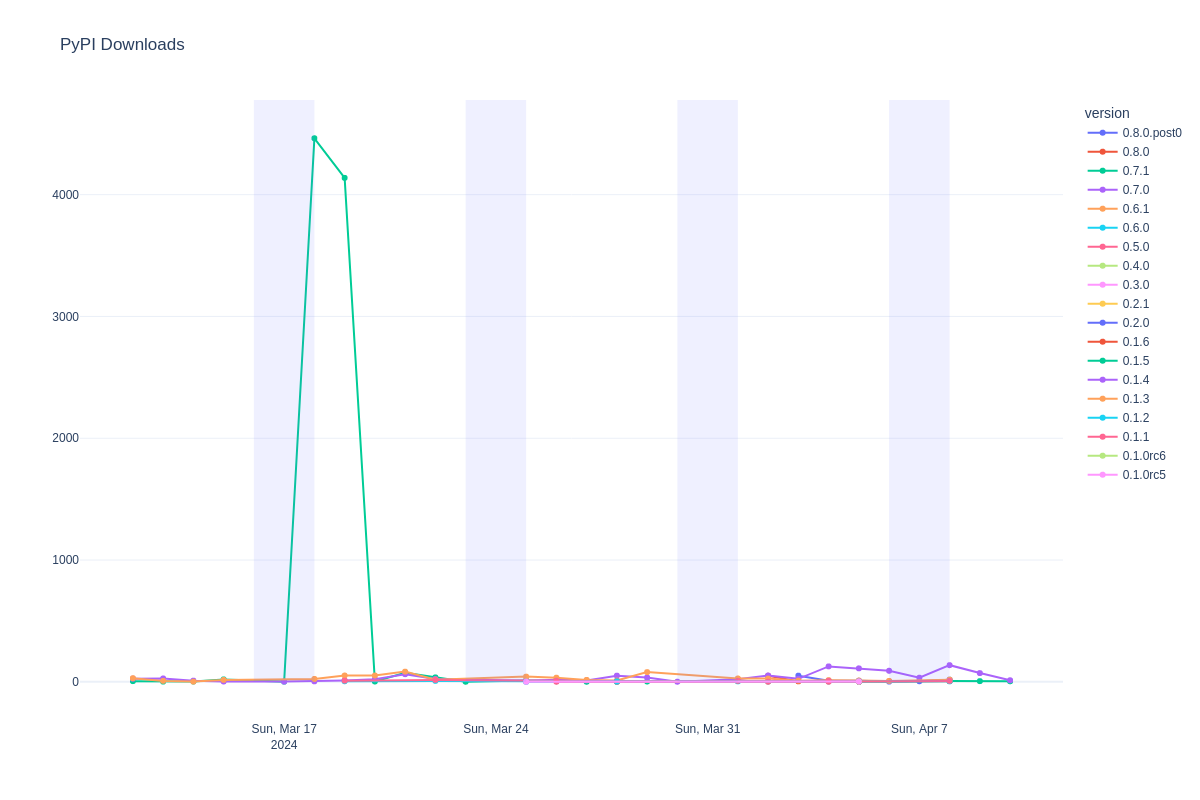 PyPI Downloads
version
0.8.0.post0
0.8.0
0.7.1
0.7.0
0.6.1
0.6.0
0.5.0
0.4.0
0.3.0
0.2.1
0.2.0
0.1.6
0.1.5
0.1.4
0.1.3
0.1.2
0.1.1
0.1.0rc6
0.1.0rc5
4000
3000
2000
1000
0
Sun, Mar 17
2024
Sun, Mar 24
Sun, Mar 31
Sun, Apr 7